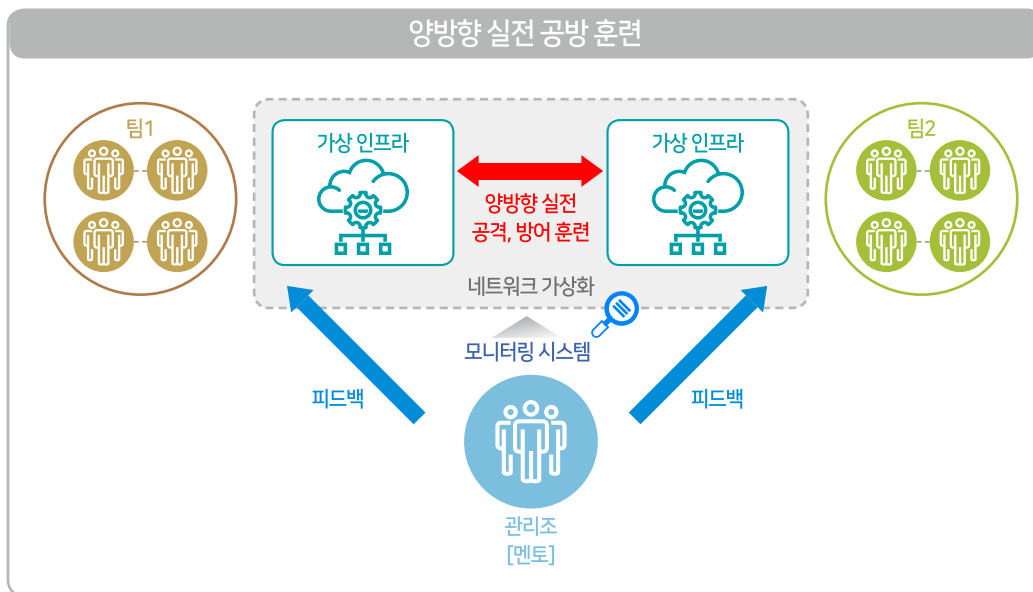 양방향 실전 공방 훈련
팀1
가상 인프라
가상 인프라
팀2
양방향 실전
공격, 방어 훈련
네트워크 가상화
모니터링 시스템
피드백
피드백
관리조
[멘토]